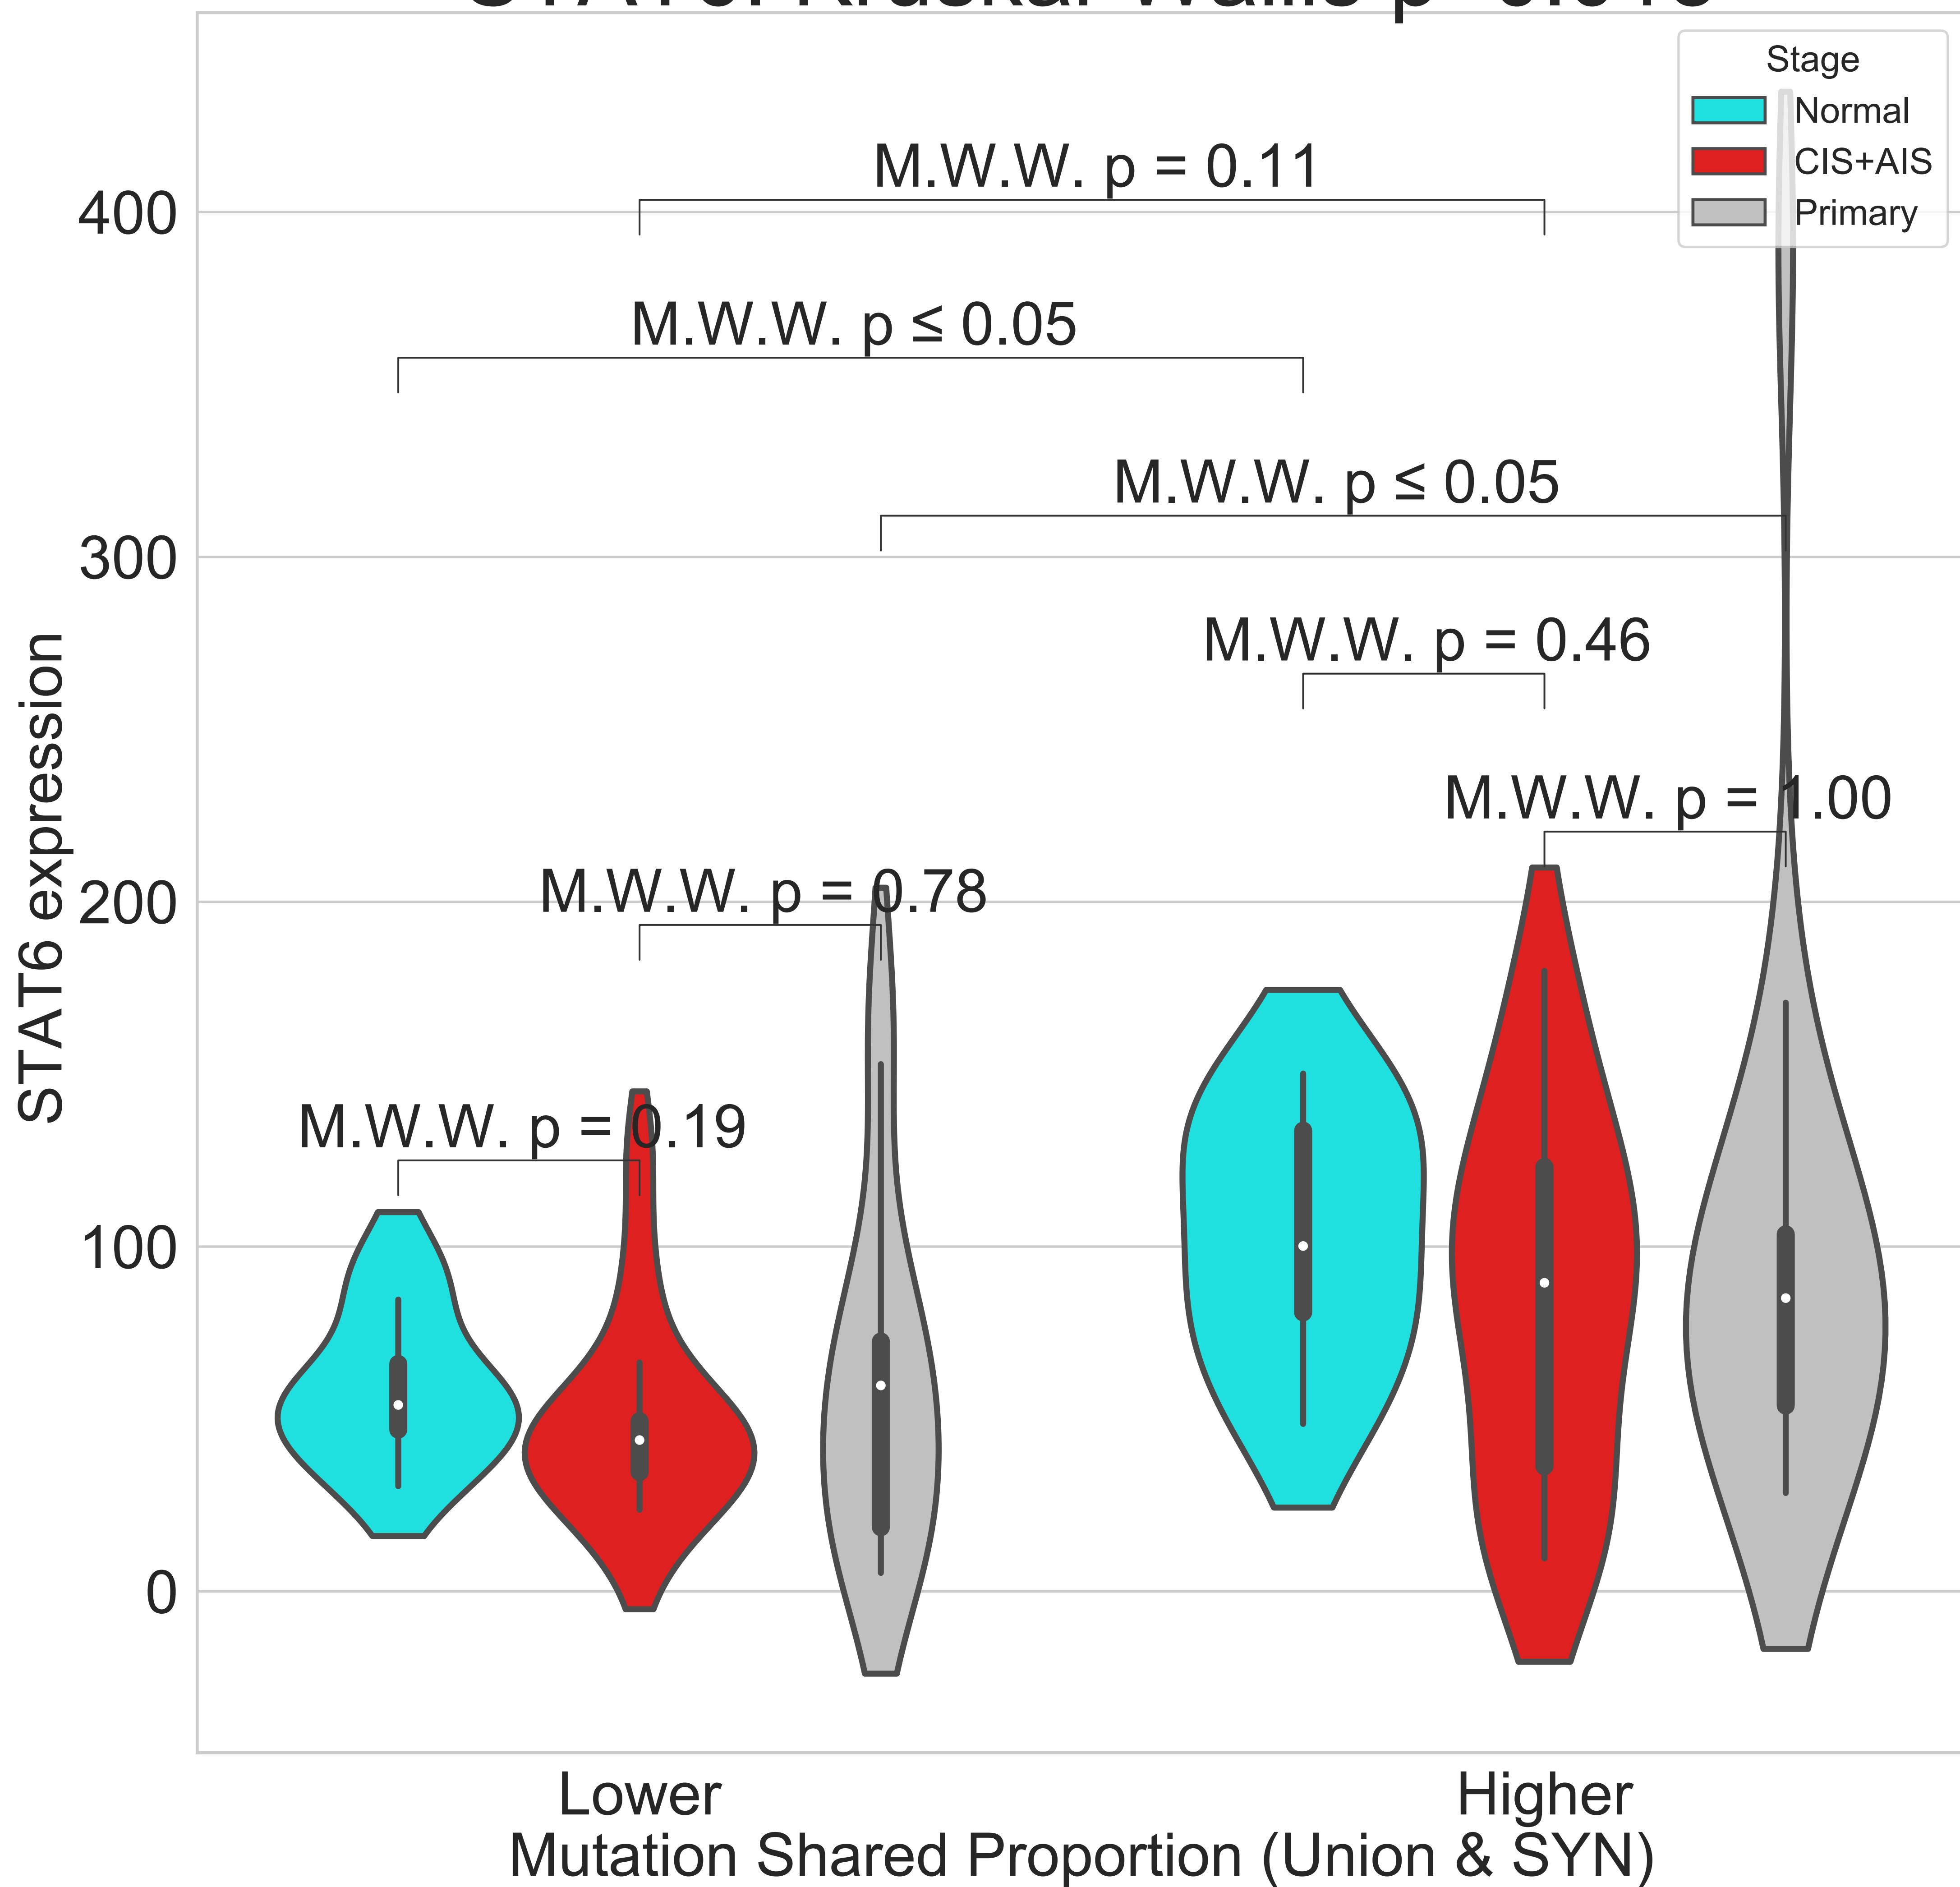 Stage
Normal
CIS+AIS
Primary
M.W.W. p = 0.11
M.W.W. p ≤ 0.05
M.W.W. p ≤ 0.05
M.W.W. p = 0.46
M.W.W. p = 1.00
M.W.W. p = 0.78
M.W.W. p = 0.19
400
300
200
100
0
STAT6 expression
Lower
Higher
Mutation Shared Proportion (Union & SYN)